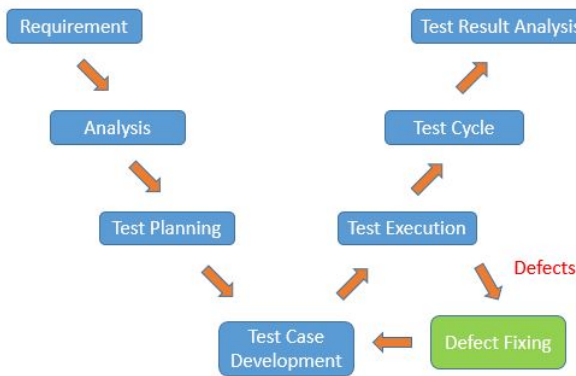 Requirement
Test Result Analysis
Analysis
Test Cycle
Test Planning
Test Execution
Defects
Test Case
Development
Defect Fixing